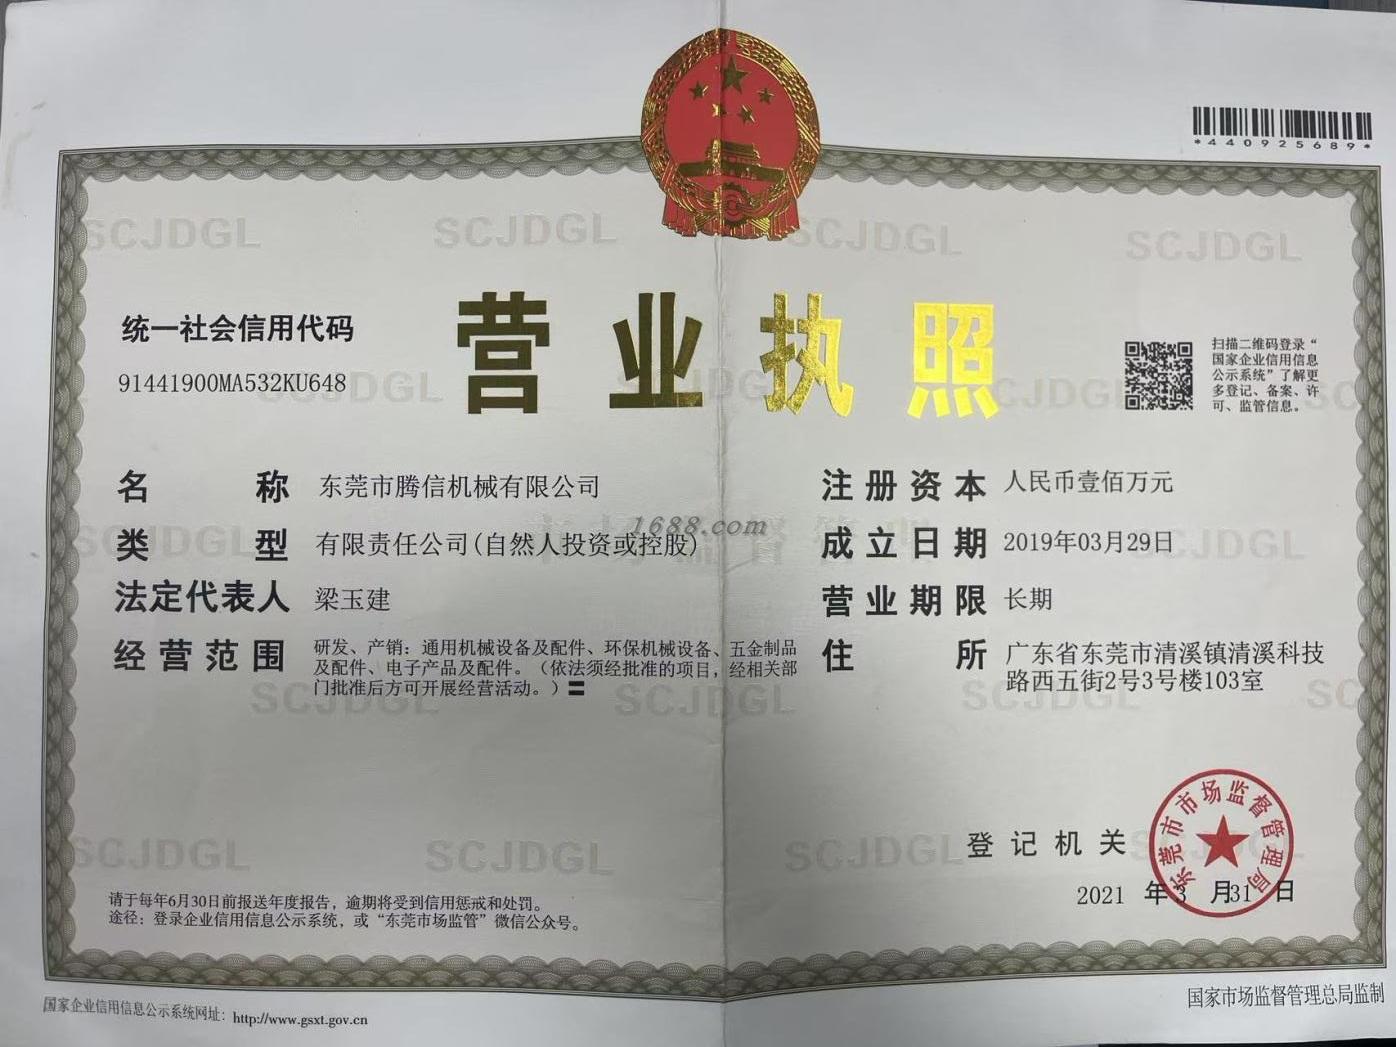 *440925689*
SCJDGL SCJDGL SCJDGL SCJDGL
营业执照
统一社会信用代码
91441900MA532KU648
扫描二维码登录“
国家企业信用信息
公示系统”了解更
多登记、备案、许
可、监管信息。
名称 东莞市腾信机械有限公司
类型 有限责任公司(自然人投资或控股)
法定代表人 梁玉建
经营范围 研发、产销：通用机械设备及配件、环保机械设备、五金制品
及配件、电子产品及配件。（依法须经批准的项目，经相关部
门批准后方可开展经营活动。）〓
1688.com
注册资本 人民币壹佰万元
成立日期 2019年03月29日
营业期限 长期
住所 广东省东莞市清溪镇清溪科技
路西五街2号3号楼103室
SCJDGL SCJDGL SCJDGL
登记机关
东莞市市场监督管理局
2021 年3 月31 日
请于每年6月30日前报送年度报告，逾期将受到信用惩戒和处罚。
途径：登录企业信用信息公示系统，或“东莞市场监管”微信公众号。
国家企业信用信息公示系统网址：http://www.gsxt.gov.cn
国家市场监督管理总局监制